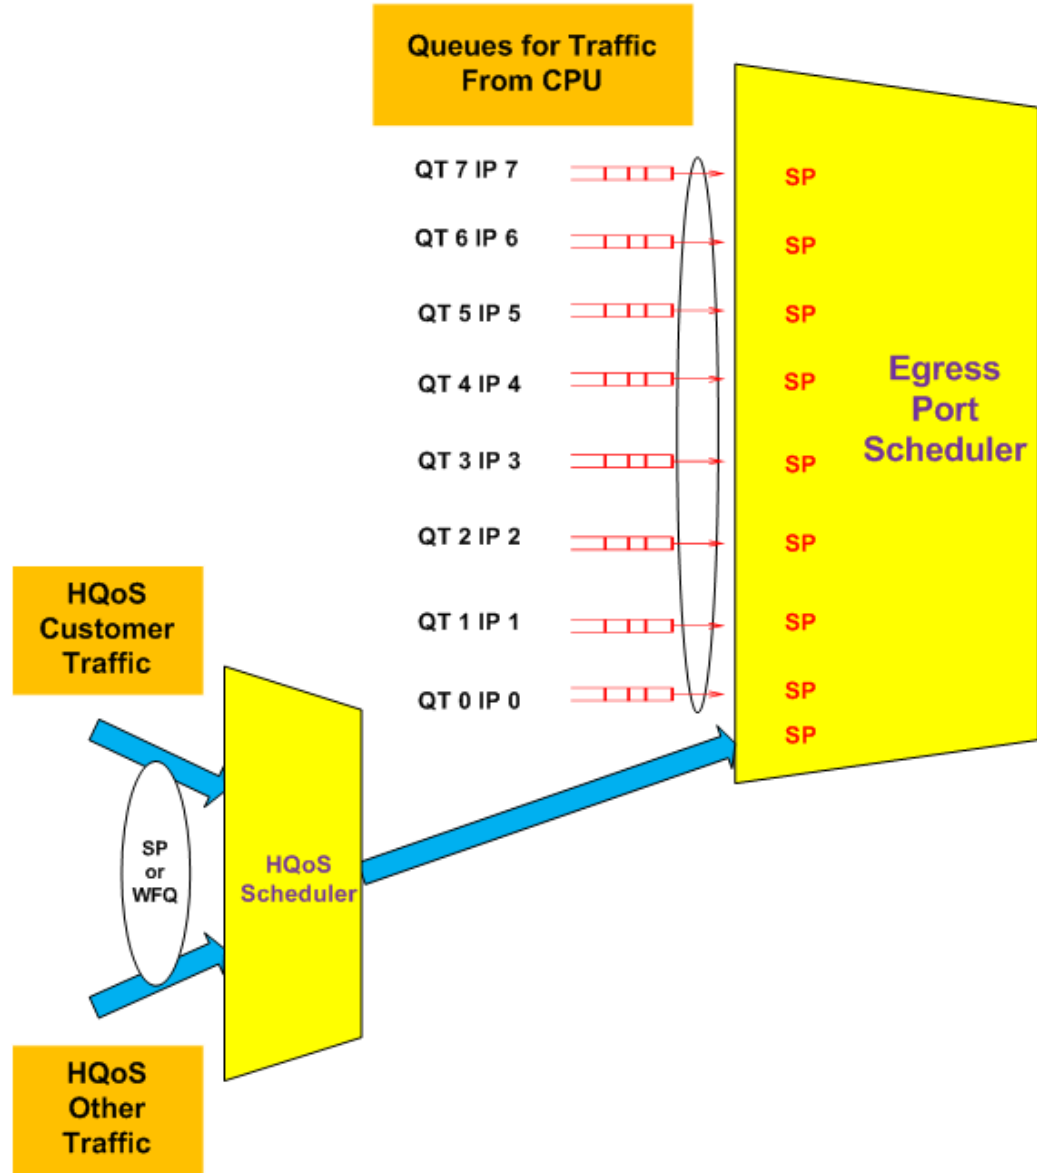 Queues for Traffic
From CPU
QT 7 IP 7
SP
QT 6 IP 6
SP
QT 5 IP 5
SP
QT 4 IP 4
SP
Egress
Port
Scheduler
QT 3 IP 3
SP
QT 2 IP 2
SP
QT 1 IP 1
SP
QT 0 IP 0
SP
SP
HQoS
Customer
Traffic
SP
or
WFQ
HQoS
Scheduler
HQoS
Other
Traffic